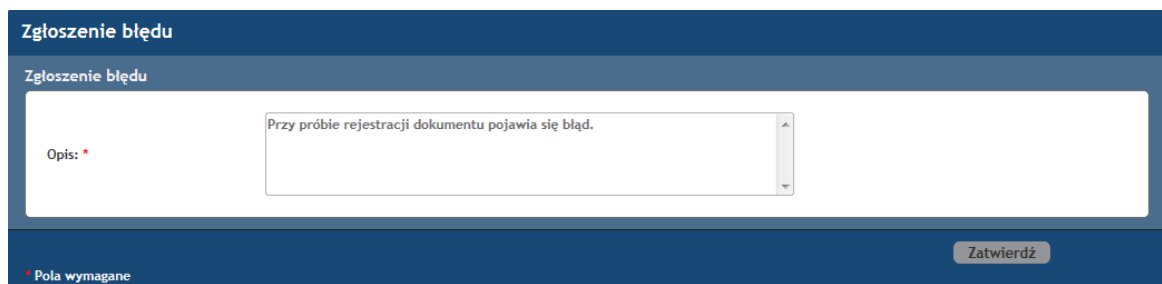 Zgłoszenie błędu
Zgłoszenie błędu
Przy próbie rejestracji dokumentu pojawia się błąd.
Opis: *
Zatwierdź
* Pola wymagane